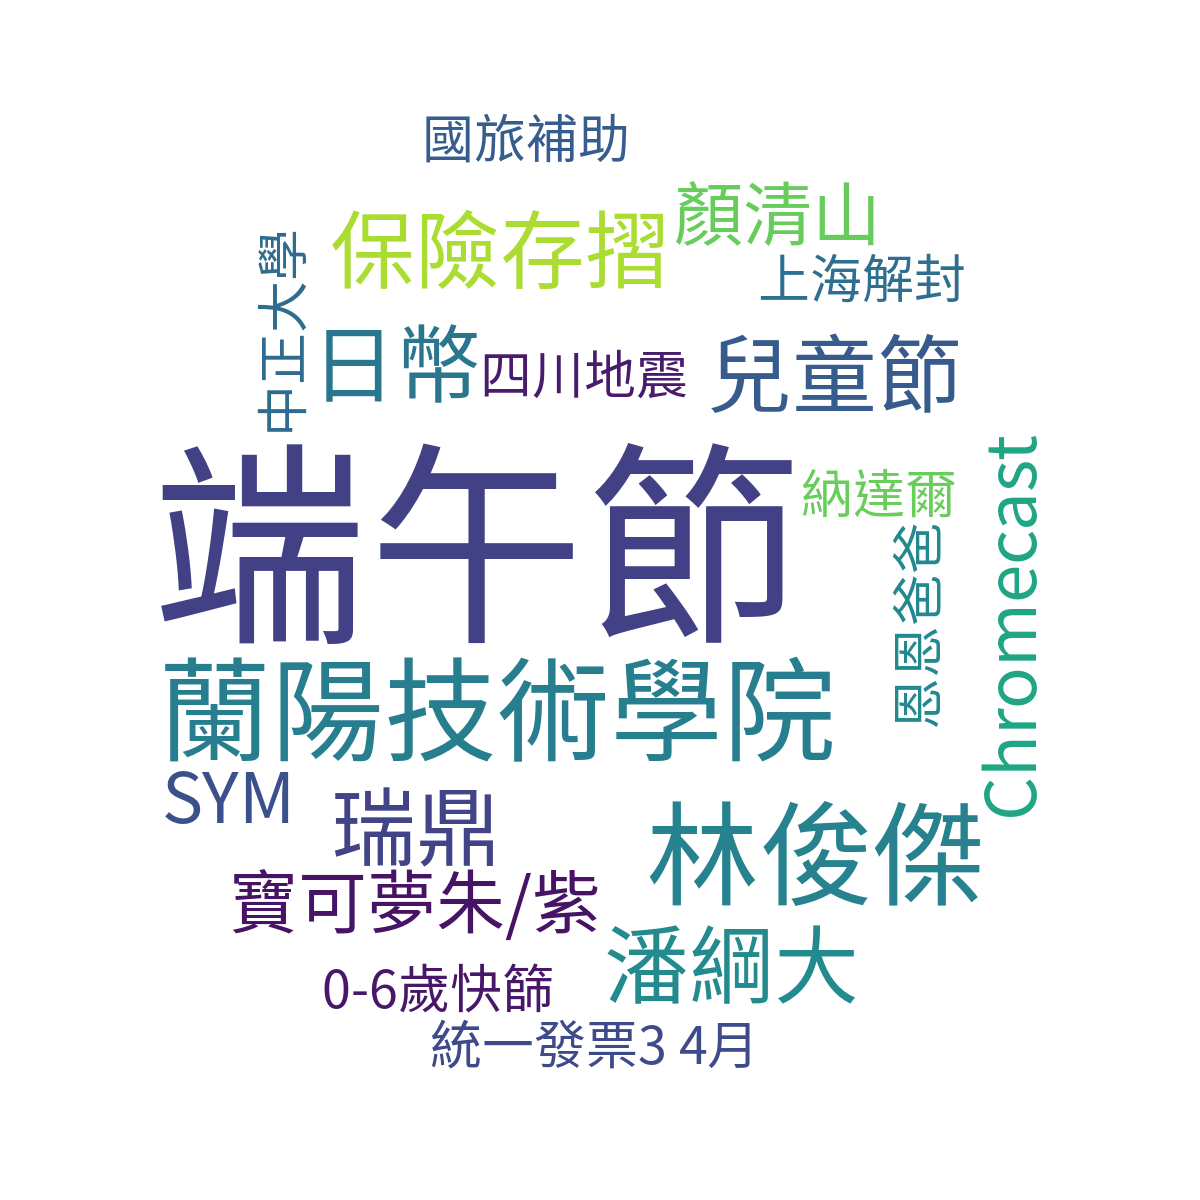 國旅補助
保險存摺
顏清山
中正大學
上海解封
日幣
四川地震
兒童節
端午節
納達爾
Chromecast
恩恩爸爸
蘭陽技術學院
SYM
瑞鼎
林俊傑
寶可夢朱/紫
潘綱大
0-6歲快篩
統一發票3 4月